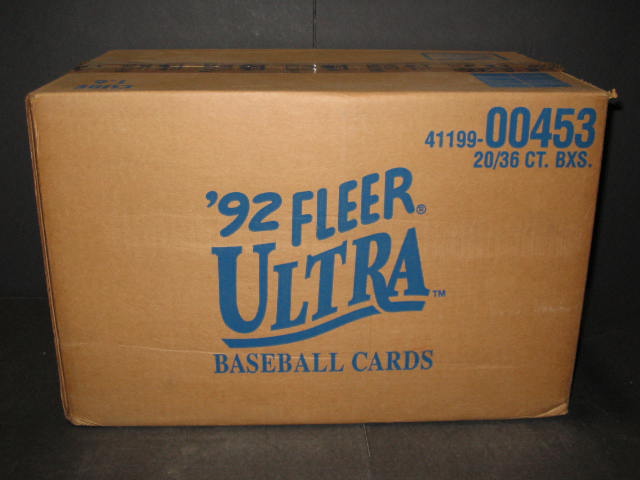 41199-00453
20/36 CT. BXS.
'92 FLEER®
ULTRA™
BASEBALL CARDS